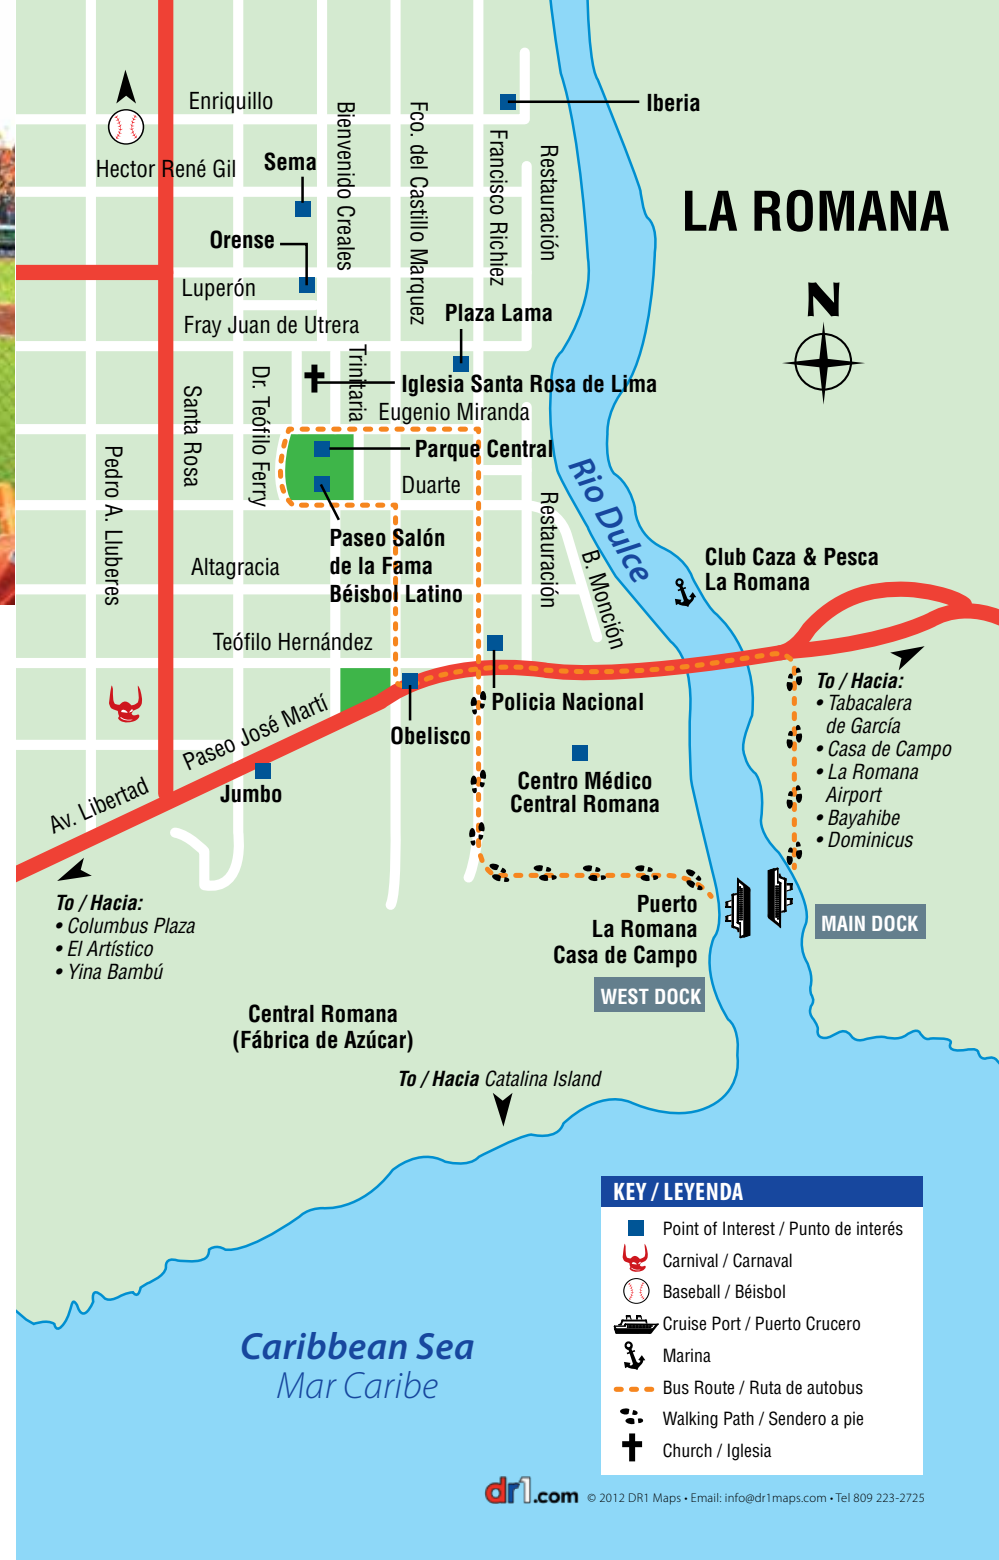 Enriquillo
Iberia
Hector René Gil
Sema
Bienvenido Creales
Fco. del Castillo Marquez
Francisco Richiez
Restauración
LA ROMANA
Orense
Luperón
N
Plaza Lama
Fray Juan de Utrera
Trinitaria
Iglesia Santa Rosa de Lima
Dr. Teófilo Ferry
Santa Rosa
Eugenio Miranda
Pedro A. Lluberes
Parque Central
Duarte
Rio Dulce
Restauración
B. Monción
Paseo Salón
de la Fama
Béisbol Latino
Altagracia
Club Caza & Pesca
La Romana
Teófilo Hernández
To / Hacia:
• Tabacalera
de García
• Casa de Campo
• La Romana
Airport
• Bayahibe
• Dominicus
Policia Nacional
Obelisco
Paseo José Martí
Av. Libertad
Jumbo
Centro Médico
Central Romana
To / Hacia:
• Columbus Plaza
• El Artístico
• Yina Bambú
Puerto
La Romana
Casa de Campo
MAIN DOCK
WEST DOCK
Central Romana
(Fábrica de Azúcar)
To / Hacia Catalina Island
KEY / LEYENDA
Point of Interest / Punto de interés
Carnival / Carnaval
Baseball / Béisbol
Cruise Port / Puerto Crucero
Marina
Bus Route / Ruta de autobus
Walking Path / Sendero a pie
Church / Iglesia
Caribbean Sea
Mar Caribe
dr1.com © 2012 DR1 Maps • Email: info@dr1maps.com • Tel 809 223-2725